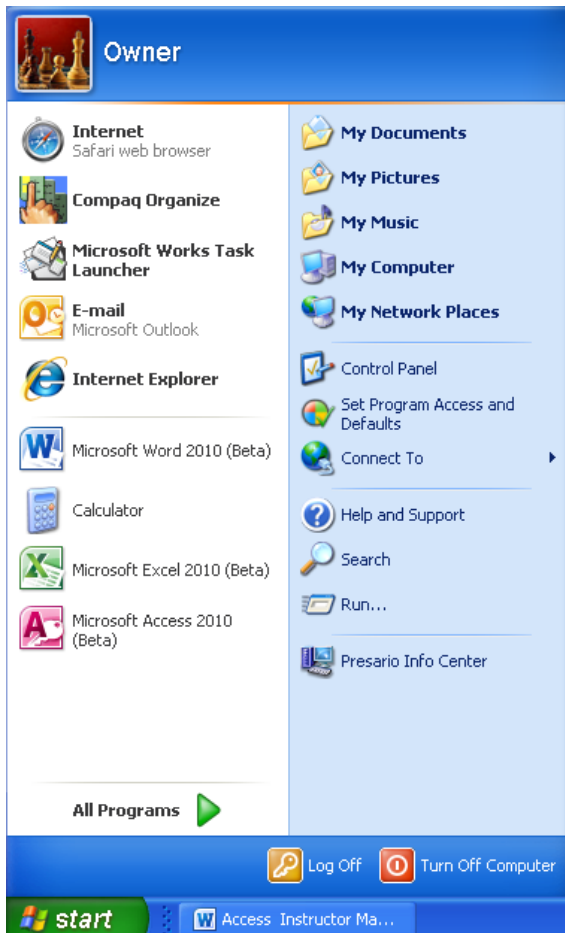 Owner
Internet
Safari web browser
Compaq Organize
Microsoft Works Task
Launcher
E-mail
Microsoft Outlook
Internet Explorer
Microsoft Word 2010 (Beta)
Calculator
Microsoft Excel 2010 (Beta)
Microsoft Access 2010
(Beta)
All Programs
My Documents
My Pictures
My Music
My Computer
My Network Places
Control Panel
Set Program Access and
Defaults
Connect To
Help and Support
Search
Run...
Presario Info Center
Log Off
Turn Off Computer
start
Access Instructor Ma...